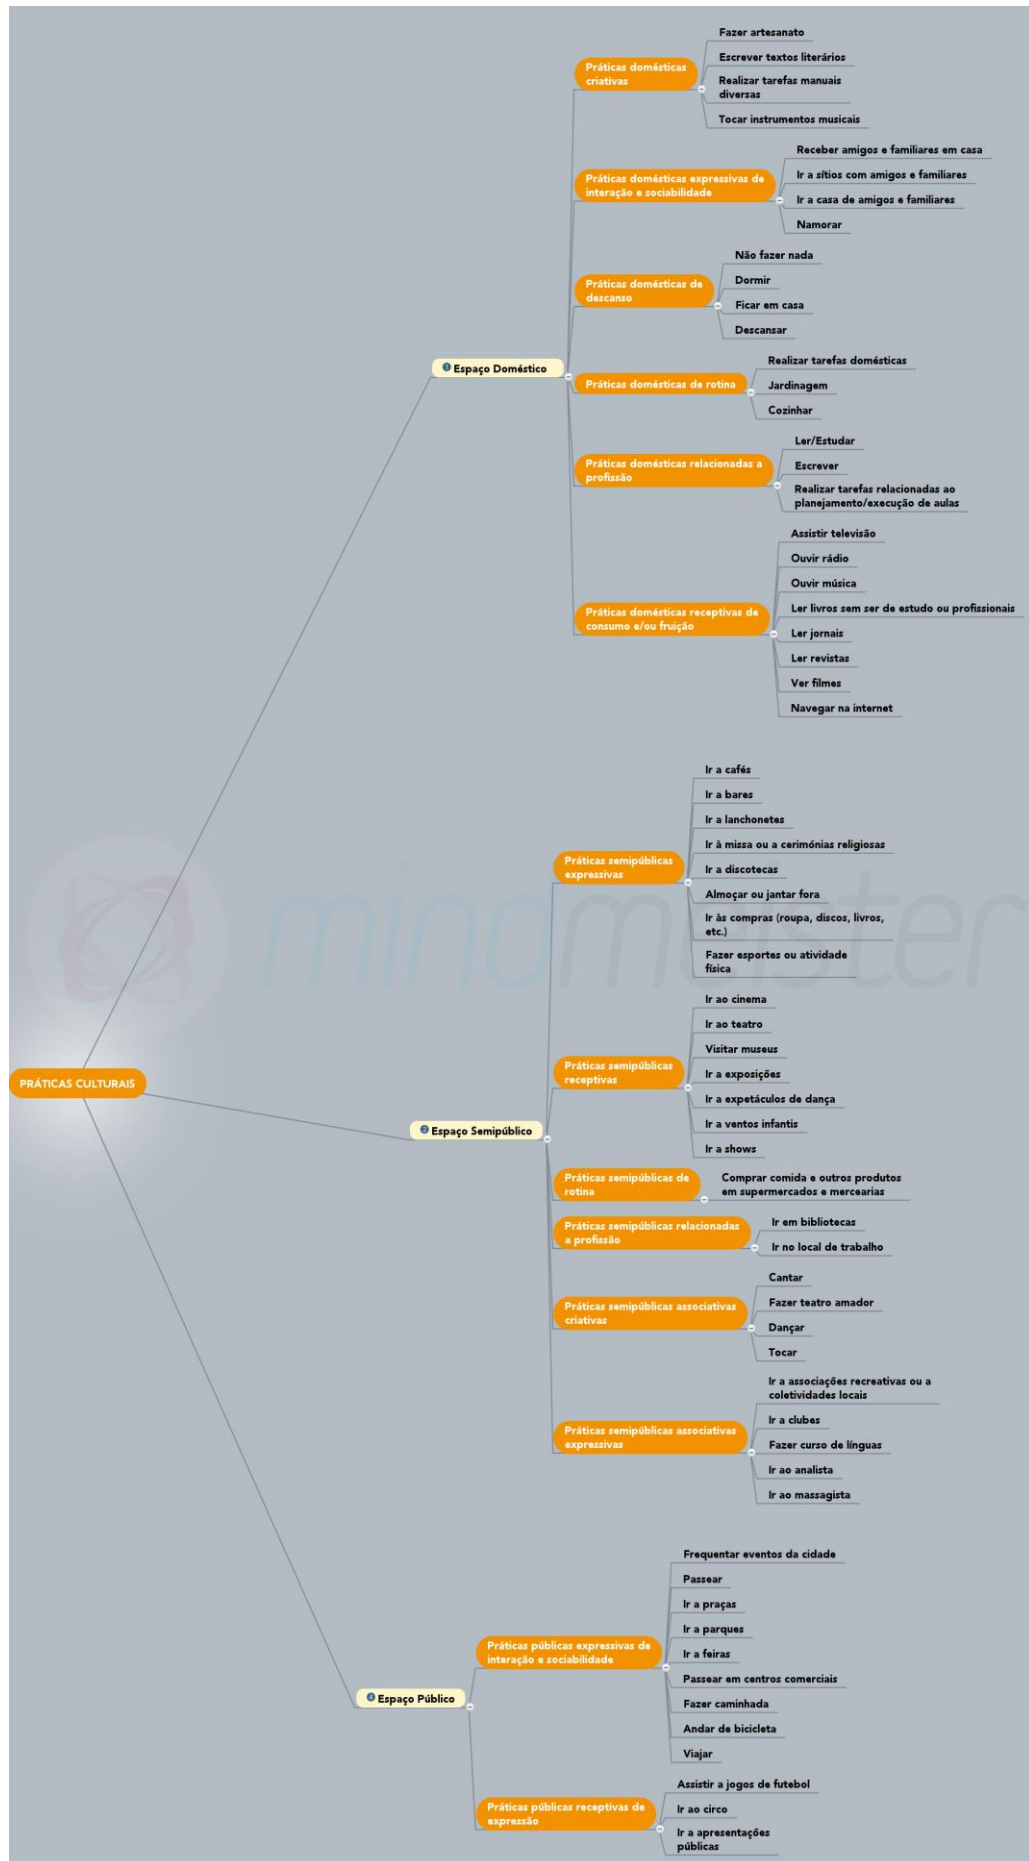 PRÁTICAS CULTURAIS
1 Espaço Doméstico
Práticas domésticas
criativas
Fazer artesanato
Escrever textos literários
Realizar tarefas manuais
diversas
Tocar instrumentos musicais
Práticas domésticas expressivas de
interação e sociabilidade
Receber amigos e familiares em casa
Ir a sítios com amigos e familiares
Ir a casa de amigos e familiares
Namorar
Práticas domésticas de
descanso
Não fazer nada
Dormir
Ficar em casa
Descansar
Práticas domésticas de rotina
Realizar tarefas domésticas
Jardinagem
Cozinhar
Práticas domésticas relacionadas a
profissão
Ler/Estudar
Escrever
Realizar tarefas relacionadas ao
planejamento/execução de aulas
Práticas domésticas receptivas de
consumo e/ou fruição
Assistir televisão
Ouvir rádio
Ouvir música
Ler livros sem ser de estudo ou profissionais
Ler jornais
Ler revistas
Ver filmes
Navegar na internet
2 Espaço Semipúblico
Práticas semipúblicas
expressivas
Ir a cafés
Ir a bares
Ir a lanchonetes
Ir à missa ou a cerimónias religiosas
Ir a discotecas
Almoçar ou jantar fora
Ir às compras (roupa, discos, livros,
etc.)
Fazer esportes ou atividade
física
Práticas semipúblicas
receptivas
Ir ao cinema
Ir ao teatro
Visitar museus
Ir a exposições
Ir a expetáculos de dança
Ir a ventos infantis
Ir a shows
Práticas semipúblicas de
rotina
Comprar comida e outros produtos
em supermercados e mercearias
Práticas semipúblicas relacionadas
a profissão
Ir em bibliotecas
Ir no local de trabalho
Práticas semipúblicas associativas
criativas
Cantar
Fazer teatro amador
Dançar
Tocar
Práticas semipúblicas associativas
expressivas
Ir a associações recreativas ou a
coletividades locais
Ir a clubes
Fazer curso de línguas
Ir ao analista
Ir ao massagista
4 Espaço Público
Práticas públicas expressivas de
interação e sociabilidade
Frequentar eventos da cidade
Passear
Ir a praças
Ir a parques
Ir a feiras
Passear em centros comerciais
Fazer caminhada
Andar de bicicleta
Viajar
Práticas públicas receptivas de
expressão
Assistir a jogos de futebol
Ir ao circo
Ir a apresentações
públicas
mindmeister